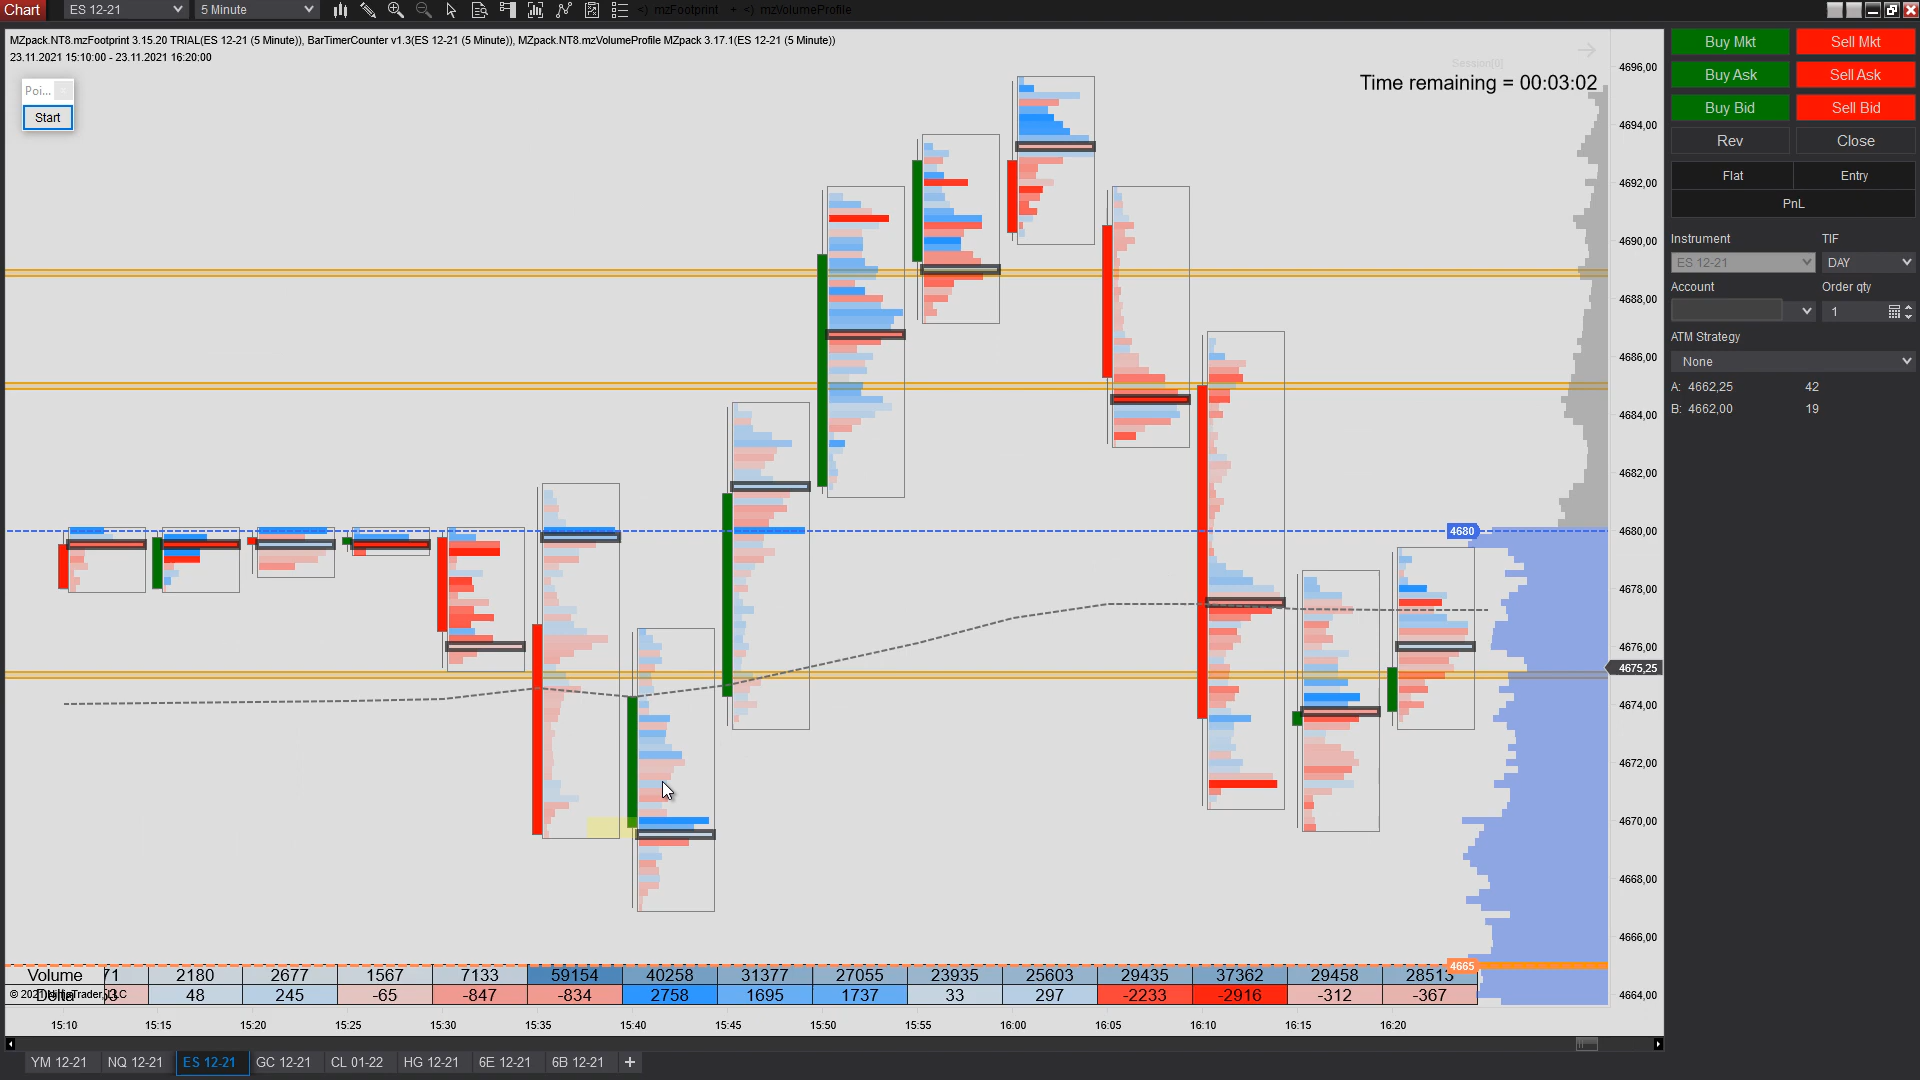 Chart ES 12-21 5 Minute mzFootprint + mzVolumeProfile
MZpack.NT8.mzFootprint 3.15.20 TRIAL(ES 12-21 (5 Minute)), BarTimerCounter v1.3(ES 12-21 (5 Minute)), MZpack.NT8.mzVolumeProfile MZpack 3.17.1(ES 12-21 (5 Minute))
23.11.2021 15:10:00 - 23.11.2021 16:20:00
Poi...
Start
Session[0]
Time remaining = 00:03:02
4696,00
4694,00
4692,00
4690,00
4688,00
4686,00
4684,00
4682,00
4680,00
4678,00
4676,00
4675,25
4674,00
4672,00
4670,00
4668,00
4666,00
4664,00
4680
4665
Volume 71 2180 2677 1567 7133 59154 40258 31377 27055 23935 25603 29435 37362 29458 28513
Delta 48 245 -65 -847 -834 2758 1695 1737 33 297 -2233 -2916 -312 -367
15:10 15:15 15:20 15:25 15:30 15:35 15:40 15:45 15:50 15:55 16:00 16:05 16:10 16:15 16:20
YM 12-21 NQ 12-21 ES 12-21 GC 12-21 CL 01-22 HG 12-21 6E 12-21 6B 12-21 +
Buy Mkt Sell Mkt
Buy Ask Sell Ask
Buy Bid Sell Bid
Rev Close
Flat Entry
PnL
Instrument TIF
ES 12-21 DAY
Account Order qty
1
ATM Strategy
None
A: 4662,25 42
B: 4662,00 19